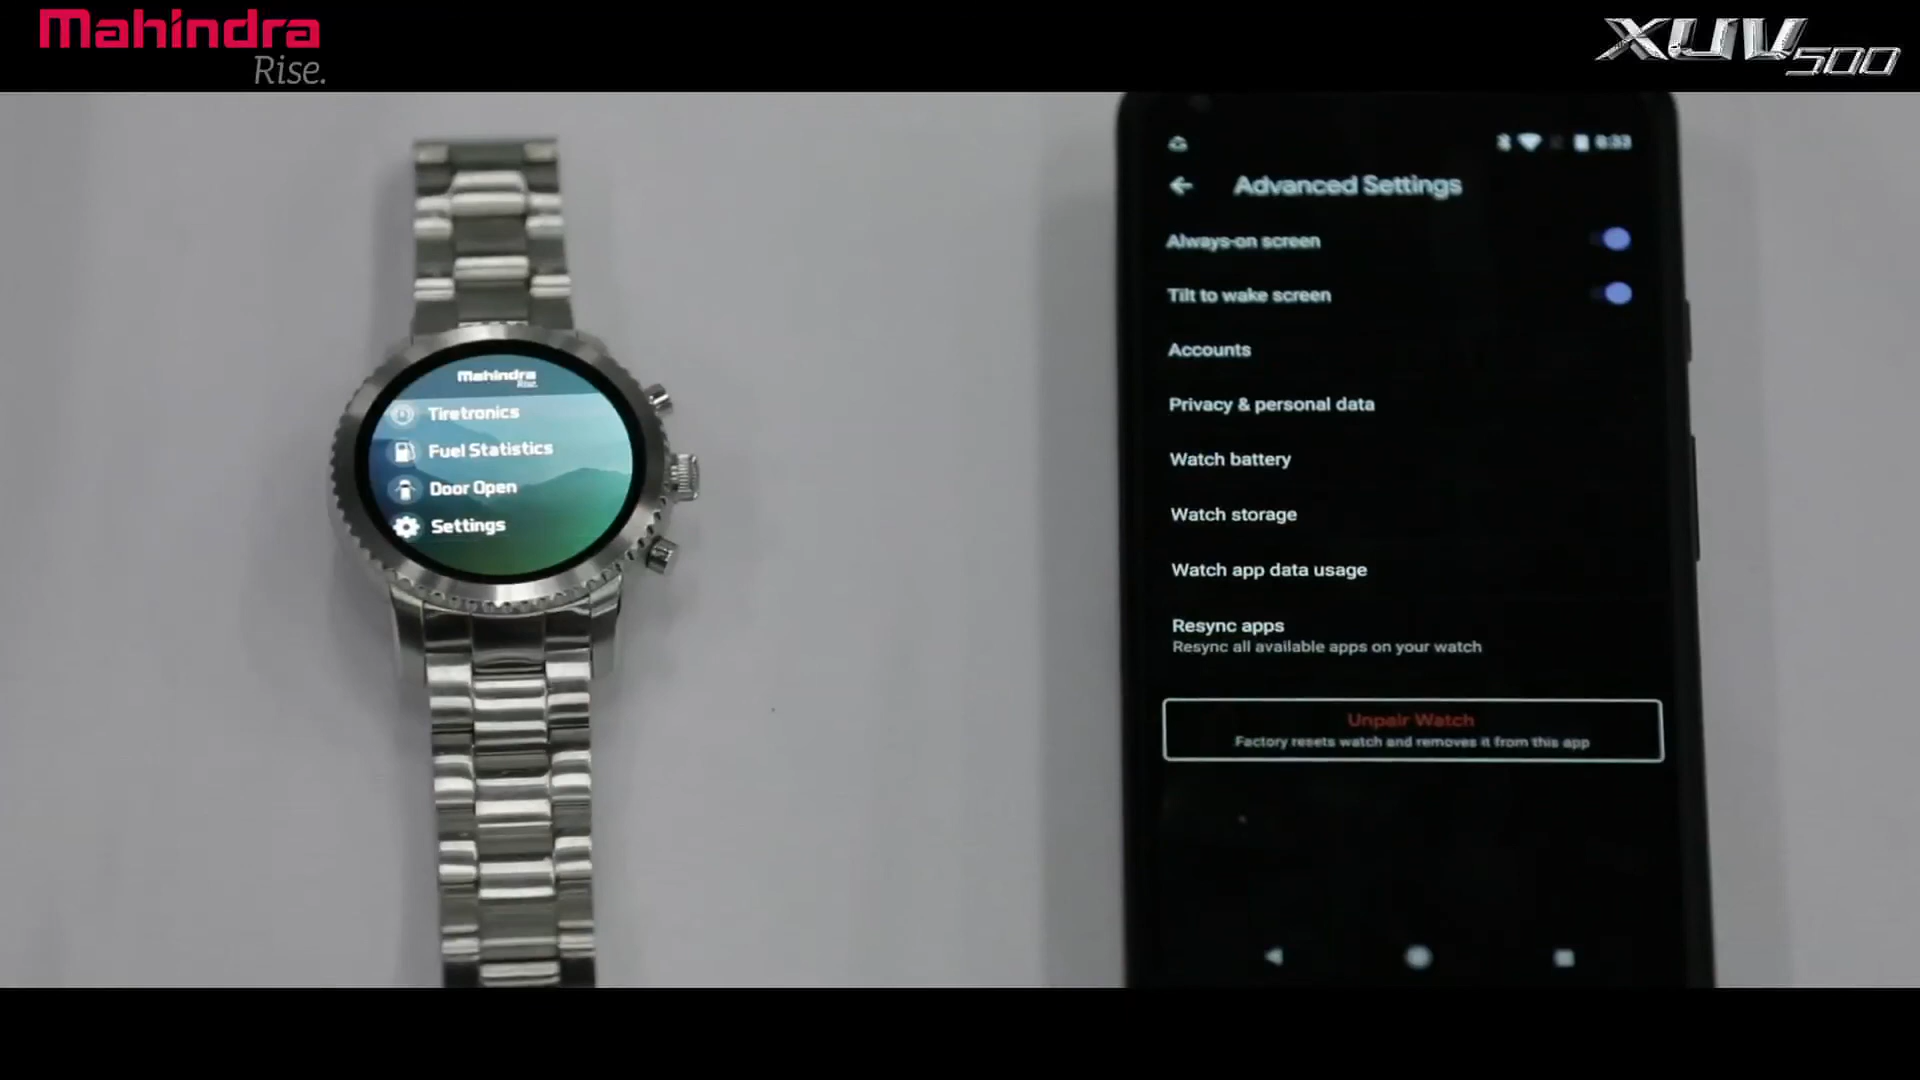 Mahindra
Rise.
XUV500
Mahindra
Rise.
Tiretronics
Fuel Statistics
Door Open
Settings
Advanced Settings
Always-on screen
Tilt to wake screen
Accounts
Privacy & personal data
Watch battery
Watch storage
Watch app data usage
Resync apps
Resync all available apps on your watch
Unpair Watch
Factory resets watch and removes it from this app